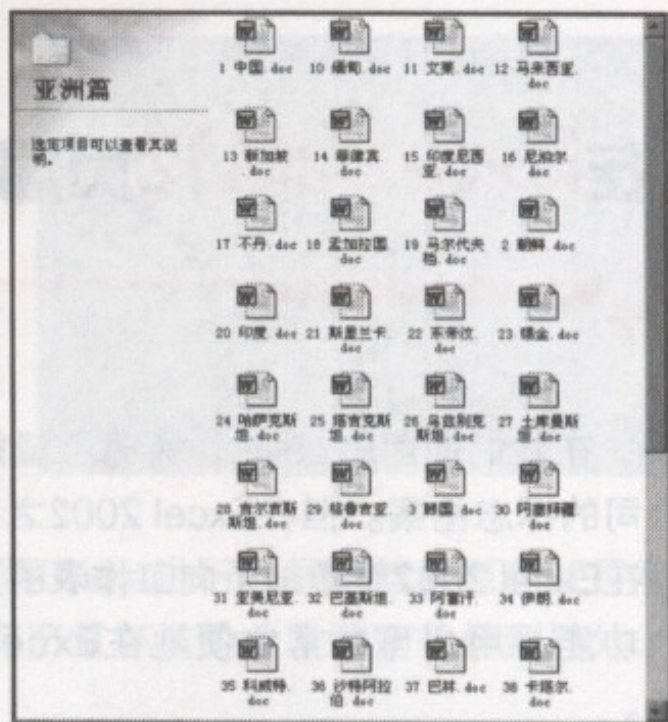 亚洲篇
选定项目可以查看其说
明。
1 中国.doc 10 缅甸.doc 11 文莱.doc 12 马来西亚.
doc
13 新加坡 14 菲律宾. 15 印度尼西 16 尼泊尔
.doc doc 亚.doc .doc
17 不丹.doc 18 孟加拉国. 19 马尔代夫 2 朝鲜.doc
doc 档.doc
20 印度.doc 21 斯里兰卡. 22 东帝汶. 23 锡金.doc
doc doc
24 哈萨克斯 25 塔吉克斯 26 乌兹别克 27 土库曼斯
坦.doc 坦.doc 斯坦.doc 坦.doc
28 吉尔吉斯 29 格鲁吉亚. 3 韩国.doc 30 阿塞拜疆
斯坦.doc doc .doc
31 亚美尼亚. 32 巴基斯坦. 33 阿富汗. 34 伊朗.doc
doc doc doc
35 科威特. 36 沙特阿拉 37 巴林.doc 38 卡塔尔.
doc 伯.doc doc